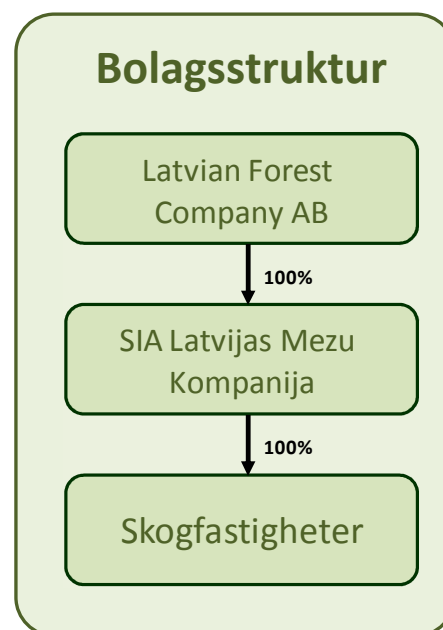 Bolagsstruktur
Latvian Forest
Company AB
100%
SIA Latvijas Mezu
Kompanija
100%
Skogfastigheter